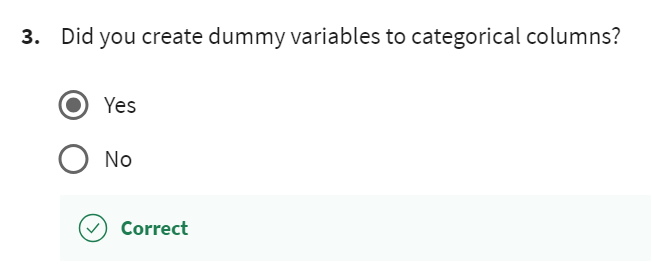 3. Did you create dummy variables to categorical columns?
Yes
No
Correct